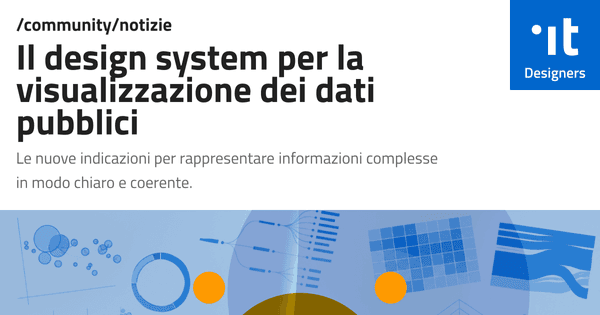 /community/notizie
Il design system per la
visualizzazione dei dati
pubblici
Le nuove indicazioni per rappresentare informazioni complesse
in modo chiaro e coerente.
it
Designers